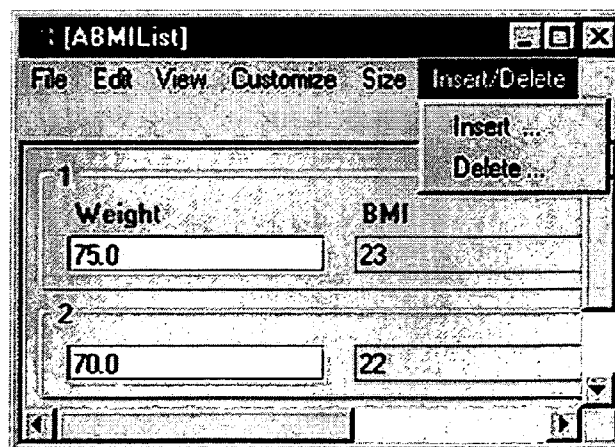 [ABMIList]
File Edit View Customize Size Insert/Delete
Insert ...
Delete ...
1
Weight BMI
75.0 23
2
70.0 22